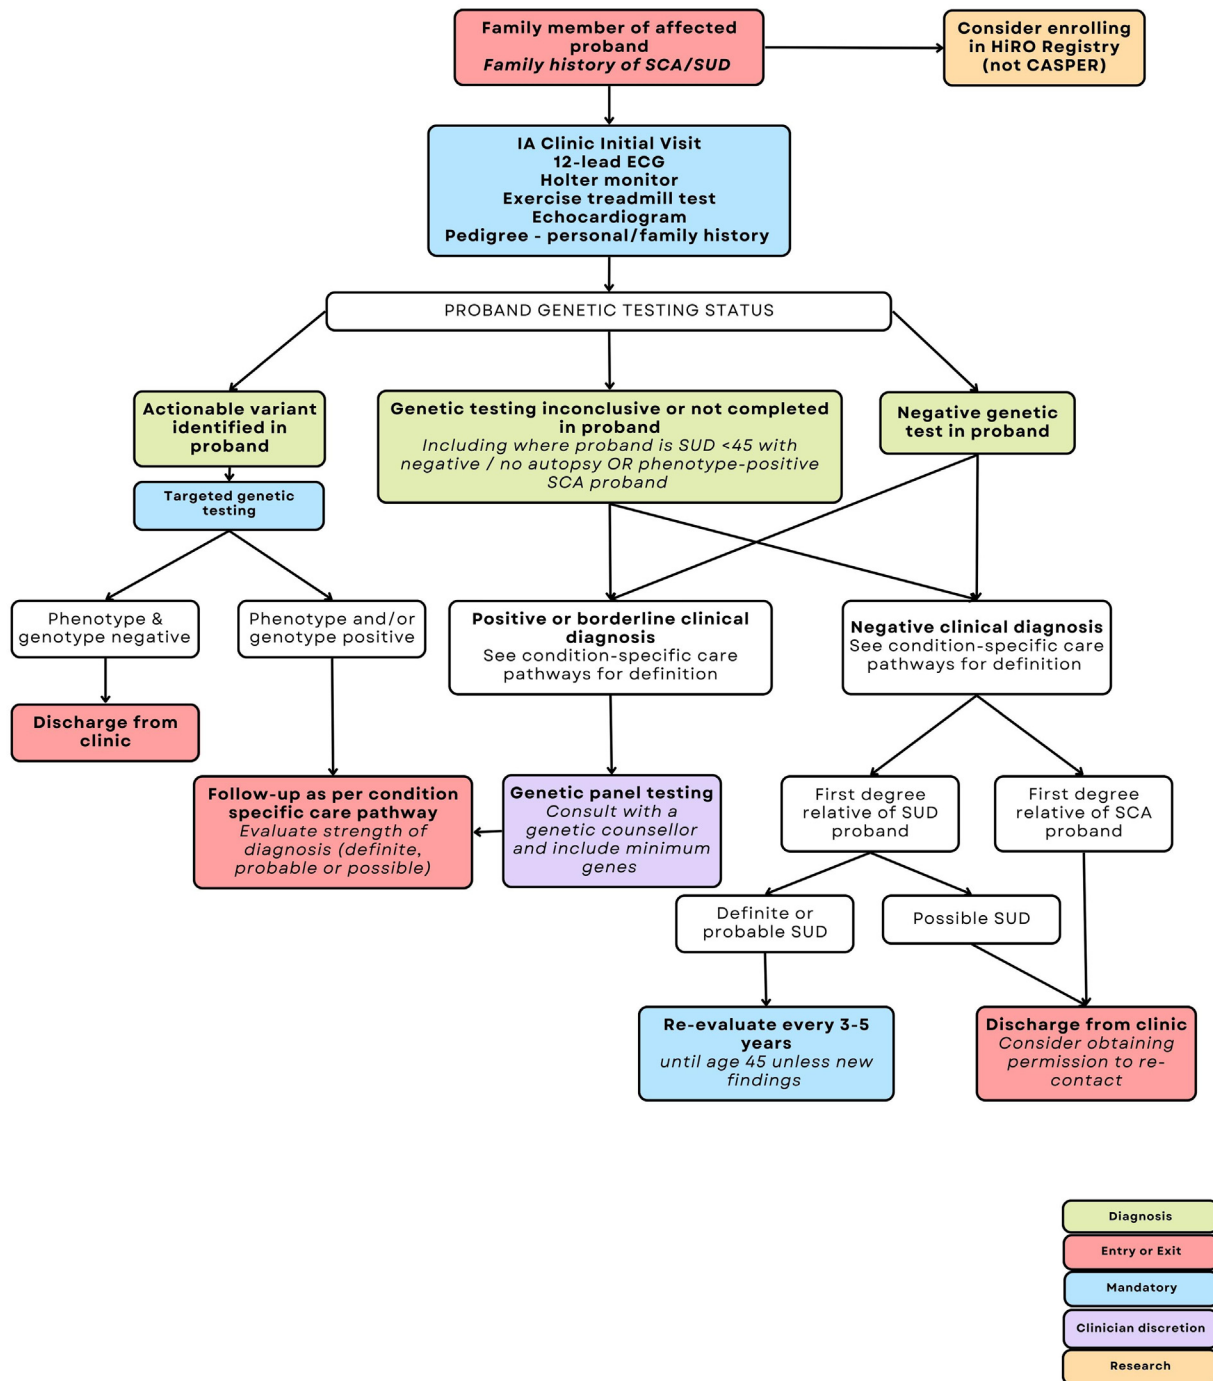 Family member of affected
proband
Family history of SCA/SUD
Consider enrolling
in HiRO Registry
(not CASPER)
IA Clinic Initial Visit
12-lead ECG
Holter monitor
Exercise treadmill test
Echocardiogram
Pedigree - personal/family history
PROBAND GENETIC TESTING STATUS
Actionable variant
identified in
proband
Genetic testing inconclusive or not completed
in proband
Including where proband is SUD <45 with
negative / no autopsy OR phenotype-positive
SCA proband
Negative genetic
test in proband
Targeted genetic
testing
Phenotype &
genotype negative
Phenotype and/or
genotype positive
Positive or borderline clinical
diagnosis
See condition-specific care
pathways for definition
Negative clinical diagnosis
See condition-specific care
pathways for definition
Discharge from
clinic
Follow-up as per condition
specific care pathway
Evaluate strength of
diagnosis (definite,
probable or possible)
Genetic panel testing
Consult with a
genetic counsellor
and include minimum
genes
First degree
relative of SUD
proband
First degree
relative of SCA
proband
Definite or
probable SUD
Possible SUD
Re-evaluate every 3-5
years
until age 45 unless new
findings
Discharge from clinic
Consider obtaining
permission to re-
contact
Diagnosis
Entry or Exit
Mandatory
Clinician discretion
Research